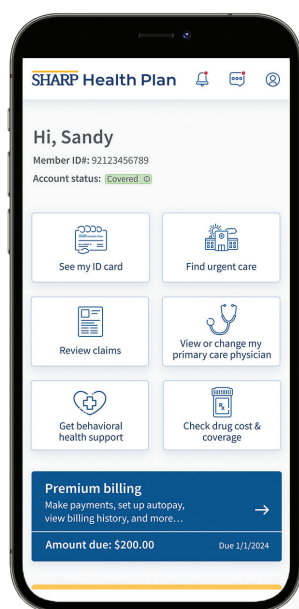 SHARP Health Plan
Hi, Sandy
Member ID#: 92123456789
Account status: Covered
See my ID card
Find urgent care
Review claims
View or change my
primary care physician
Get behavioral
health support
Rx
Check drug cost &
coverage
Premium billing
Make payments, set up autopay,
view billing history, and more...
Amount due: $200.00
Due 1/1/2024